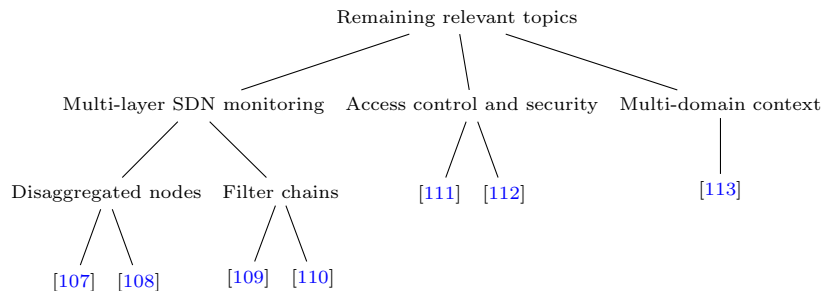 Remaining relevant topics
Multi-layer SDN monitoring Access control and security Multi-domain context
Disaggregated nodes Filter chains [111] [112] [113]
[107] [108] [109] [110]